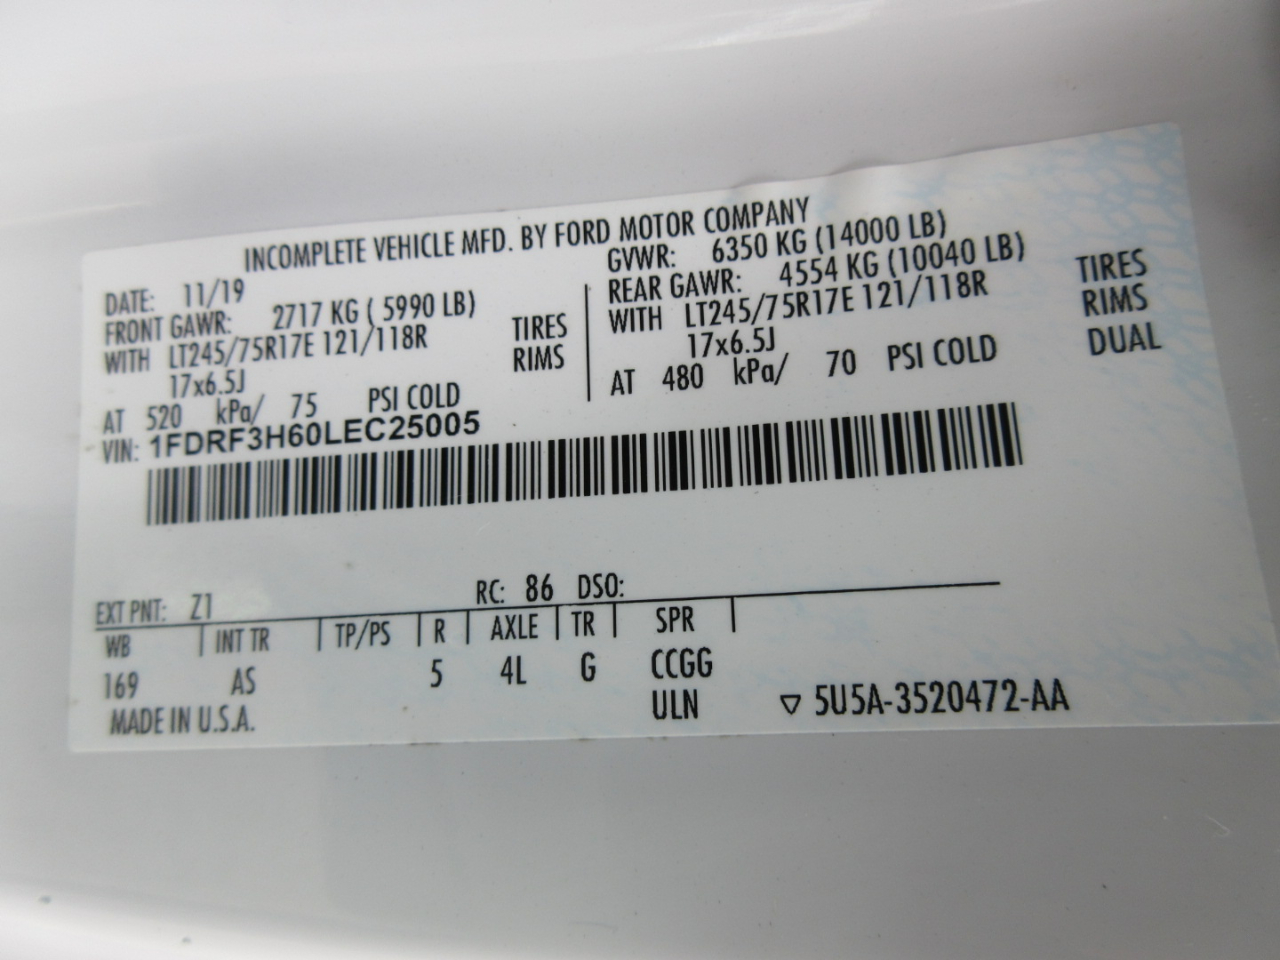 INCOMPLETE VEHICLE MFD. BY FORD MOTOR COMPANY
DATE: 11/19
FRONT GAWR: 2717 KG ( 5990 LB)
WITH LT245/75R17E 121/118R TIRES
17x6.5J RIMS
AT 520 kPa/ 75 PSI COLD
GVWR: 6350 KG (14000 LB)
REAR GAWR: 4554 KG (10040 LB)
WITH LT245/75R17E 121/118R TIRES
17x6.5J RIMS
AT 480 kPa/ 70 PSI COLD DUAL
VIN: 1FDRF3H60LEC25005
EXT PNT: Z1 RC: 86 DSO:
WB INT TR TP/PS R AXLE TR SPR
169 AS 5 4L G CCGG
MADE IN U.S.A. ULN ▽ 5U5A-3520472-AA